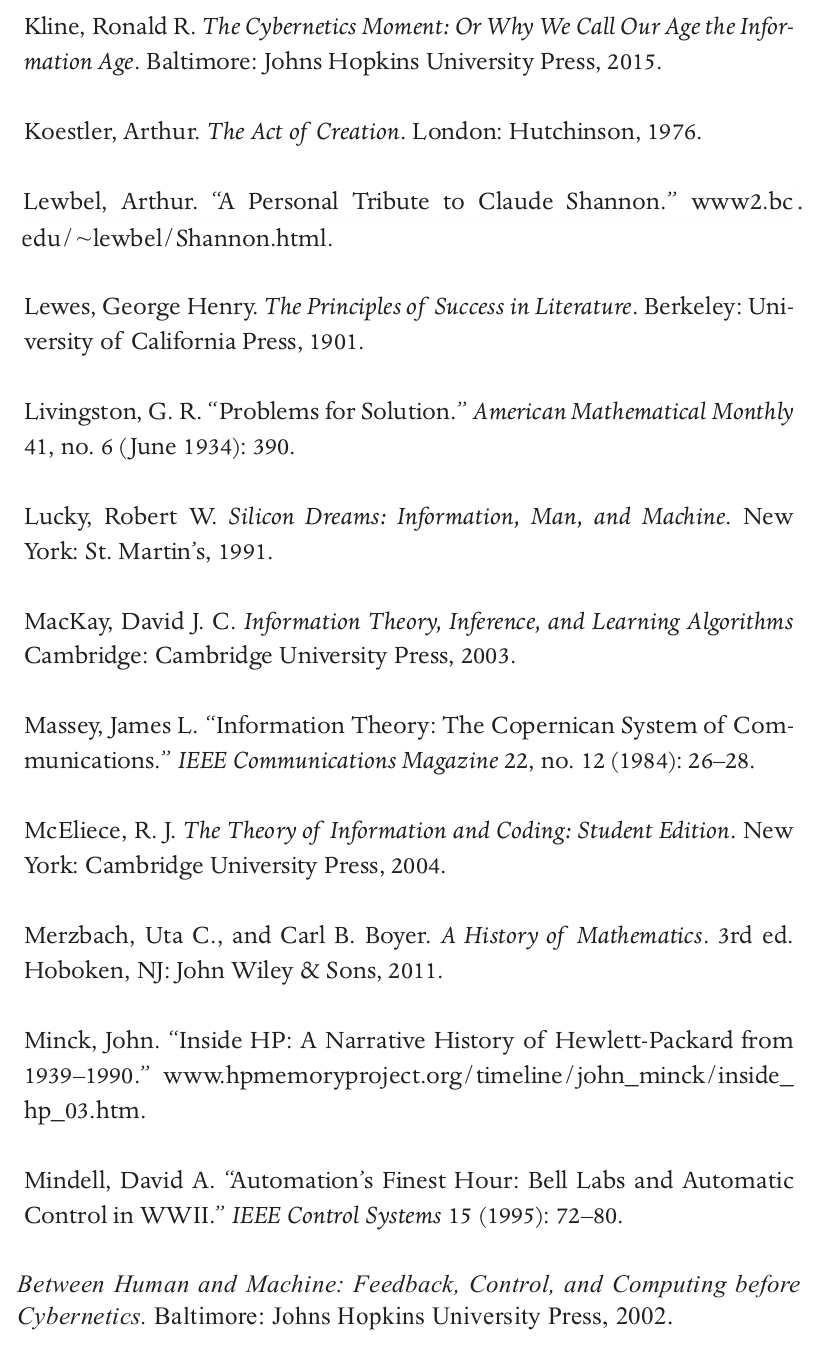 Kline, Ronald R. The Cybernetics Moment: Or Why We Call Our Age the Infor-
mation Age. Baltimore: Johns Hopkins University Press, 2015.
Koestler, Arthur. The Act of Creation. London: Hutchinson, 1976.
Lewbel, Arthur. “A Personal Tribute to Claude Shannon.” www2.bc.
edu/~lewbel/Shannon.html.
Lewes, George Henry. The Principles of Success in Literature. Berkeley: Uni-
versity of California Press, 1901.
Livingston, G. R. “Problems for Solution.” American Mathematical Monthly
41, no. 6 (June 1934): 390.
Lucky, Robert W. Silicon Dreams: Information, Man, and Machine. New
York: St. Martin’s, 1991.
MacKay, David J. C. Information Theory, Inference, and Learning Algorithms
Cambridge: Cambridge University Press, 2003.
Massey, James L. “Information Theory: The Copernican System of Com-
munications.” IEEE Communications Magazine 22, no. 12 (1984): 26–28.
McEliece, R. J. The Theory of Information and Coding: Student Edition. New
York: Cambridge University Press, 2004.
Merzbach, Uta C., and Carl B. Boyer. A History of Mathematics. 3rd ed.
Hoboken, NJ: John Wiley & Sons, 2011.
Minck, John. “Inside HP: A Narrative History of Hewlett-Packard from
1939–1990.” www.hpmemoryproject.org/timeline/john_minck/inside_
hp_03.htm.
Mindell, David A. “Automation’s Finest Hour: Bell Labs and Automatic
Control in WWII.” IEEE Control Systems 15 (1995): 72–80.
Between Human and Machine: Feedback, Control, and Computing before
Cybernetics. Baltimore: Johns Hopkins University Press, 2002.